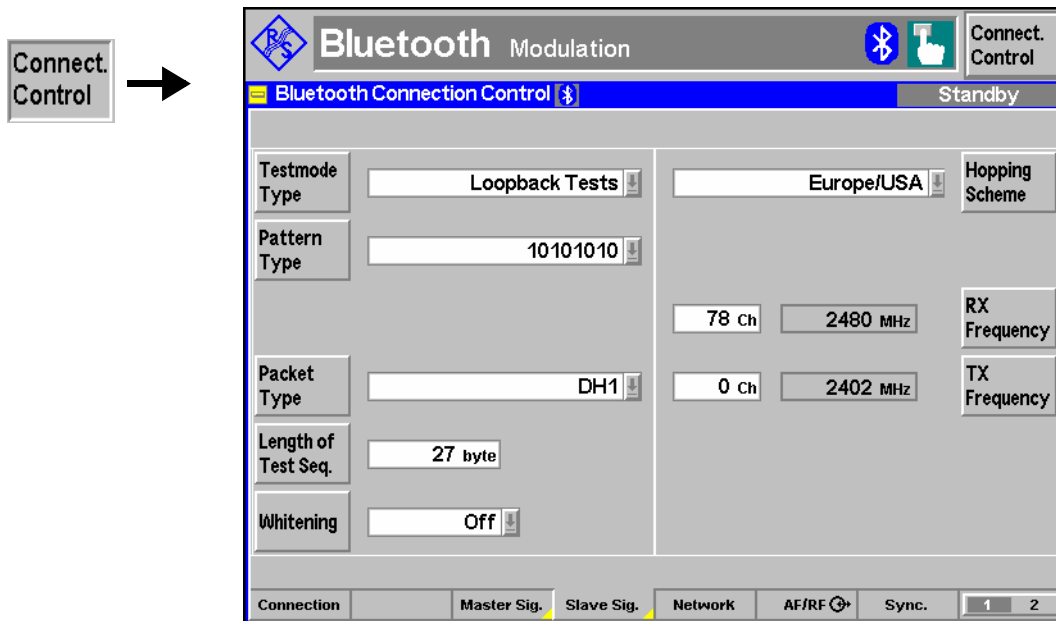 Connect.
Control
R&S
Bluetooth Modulation
Connect.
Control
Bluetooth Connection Control
Standby
Testmode
Type
Loopback Tests
Europe/USA
Hopping
Scheme
Pattern
Type
10101010
78 Ch
2480 MHz
RX
Frequency
Packet
Type
DH1
0 Ch
2402 MHz
TX
Frequency
Length of
Test Seq.
27 byte
Whitening
Off
Connection
Master Sig.
Slave Sig.
Network
AF/RF
Sync.
1 2